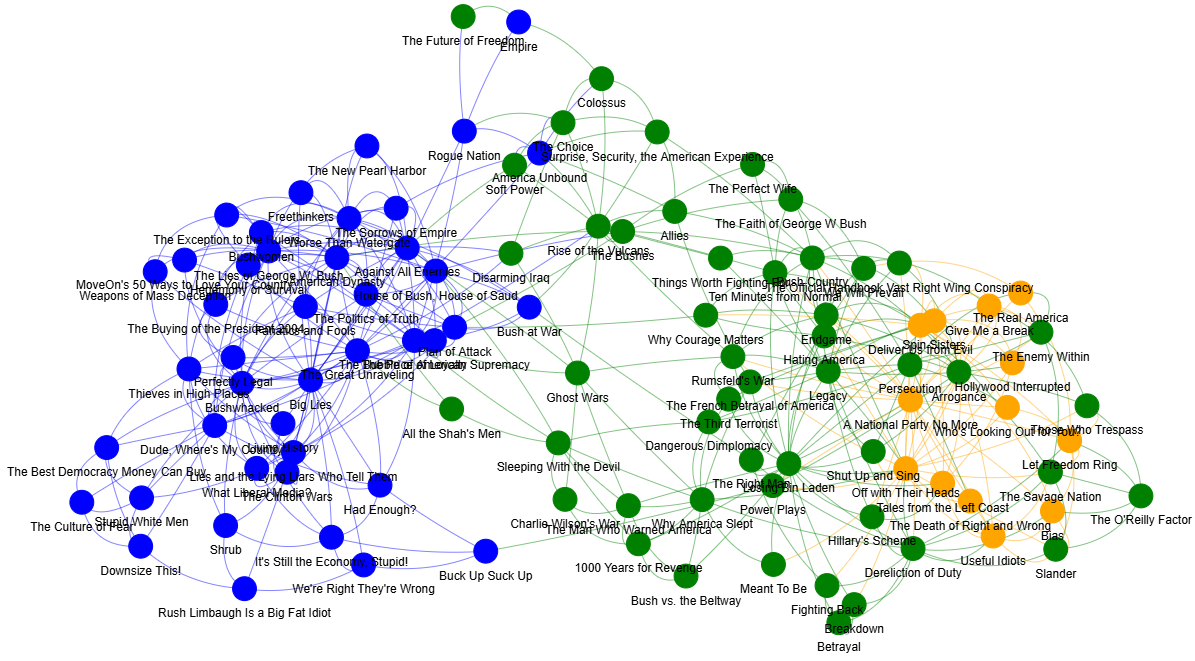 The Future of Freedom
Empire
Colossus
The Choice
Rogue Nation
Surprise, Security, the American Experience
The New Pearl Harbor
America Unbound
Soft Power
The Perfect Wife
Freethinkers
The Faith of George W Bush
The Sorrows of Empire
Allies
The Exception to the Rulers
Worse Than Watergate
Rise of the Vulcans
The Bushes
Bushwomen
Against All Enemies
Disarming Iraq
The Lies of George W. Bush
American Dynasty
Things Worth Fighting For
Bush Country
MoveOn's 50 Ways to Love Your Country
Hegemony or Survival
The Official Handbook Vast Right Wing Conspiracy
We Will Prevail
Weapons of Mass Deception
House of Bush, House of Saud
Ten Minutes from Normal
The Politics of Truth
The Real America
The Buying of the President 2004
Fanatics and Fools
Bush at War
Give Me a Break
Why Courage Matters
Endgame
Spin Sisters
Plan of Attack
Deliver Us from Evil
The Enemy Within
Hating America
The Price of Loyalty
The Bubble of American Supremacy
The Great Unraveling
Rumsfeld's War
Perfectly Legal
Persecution
Hollywood Interrupted
Thieves in High Places
Legacy
Arrogance
Ghost Wars
Bushwhacked
Big Lies
The French Betrayal of America
The Third Terrorist
A National Party No More
Who's Looking Out for You?
Those Who Trespass
All the Shah's Men
Dude, Where's My Country?
Living History
Dangerous Dimplomacy
Let Freedom Ring
Sleeping With the Devil
The Best Democracy Money Can Buy
Lies and the Lying Liars Who Tell Them
Shut Up and Sing
The Right Man
Losing Bin Laden
What Liberal Media?
The Clinton Wars
Off with Their Heads
The Savage Nation
Had Enough?
Power Plays
Tales from the Left Coast
The Culture of Fear
Stupid White Men
Charlie Wilson's War
The Man Who Warned America
Why America Slept
The Death of Right and Wrong
The O'Reilly Factor
Bias
Hillary's Scheme
Shrub
It's Still the Economy, Stupid!
Useful Idiots
Downsize This!
1000 Years for Revenge
Dereliction of Duty
Slander
Buck Up Suck Up
We're Right They're Wrong
Meant To Be
Bush vs. the Beltway
Rush Limbaugh Is a Big Fat Idiot
Fighting Back
Breakdown
Betrayal